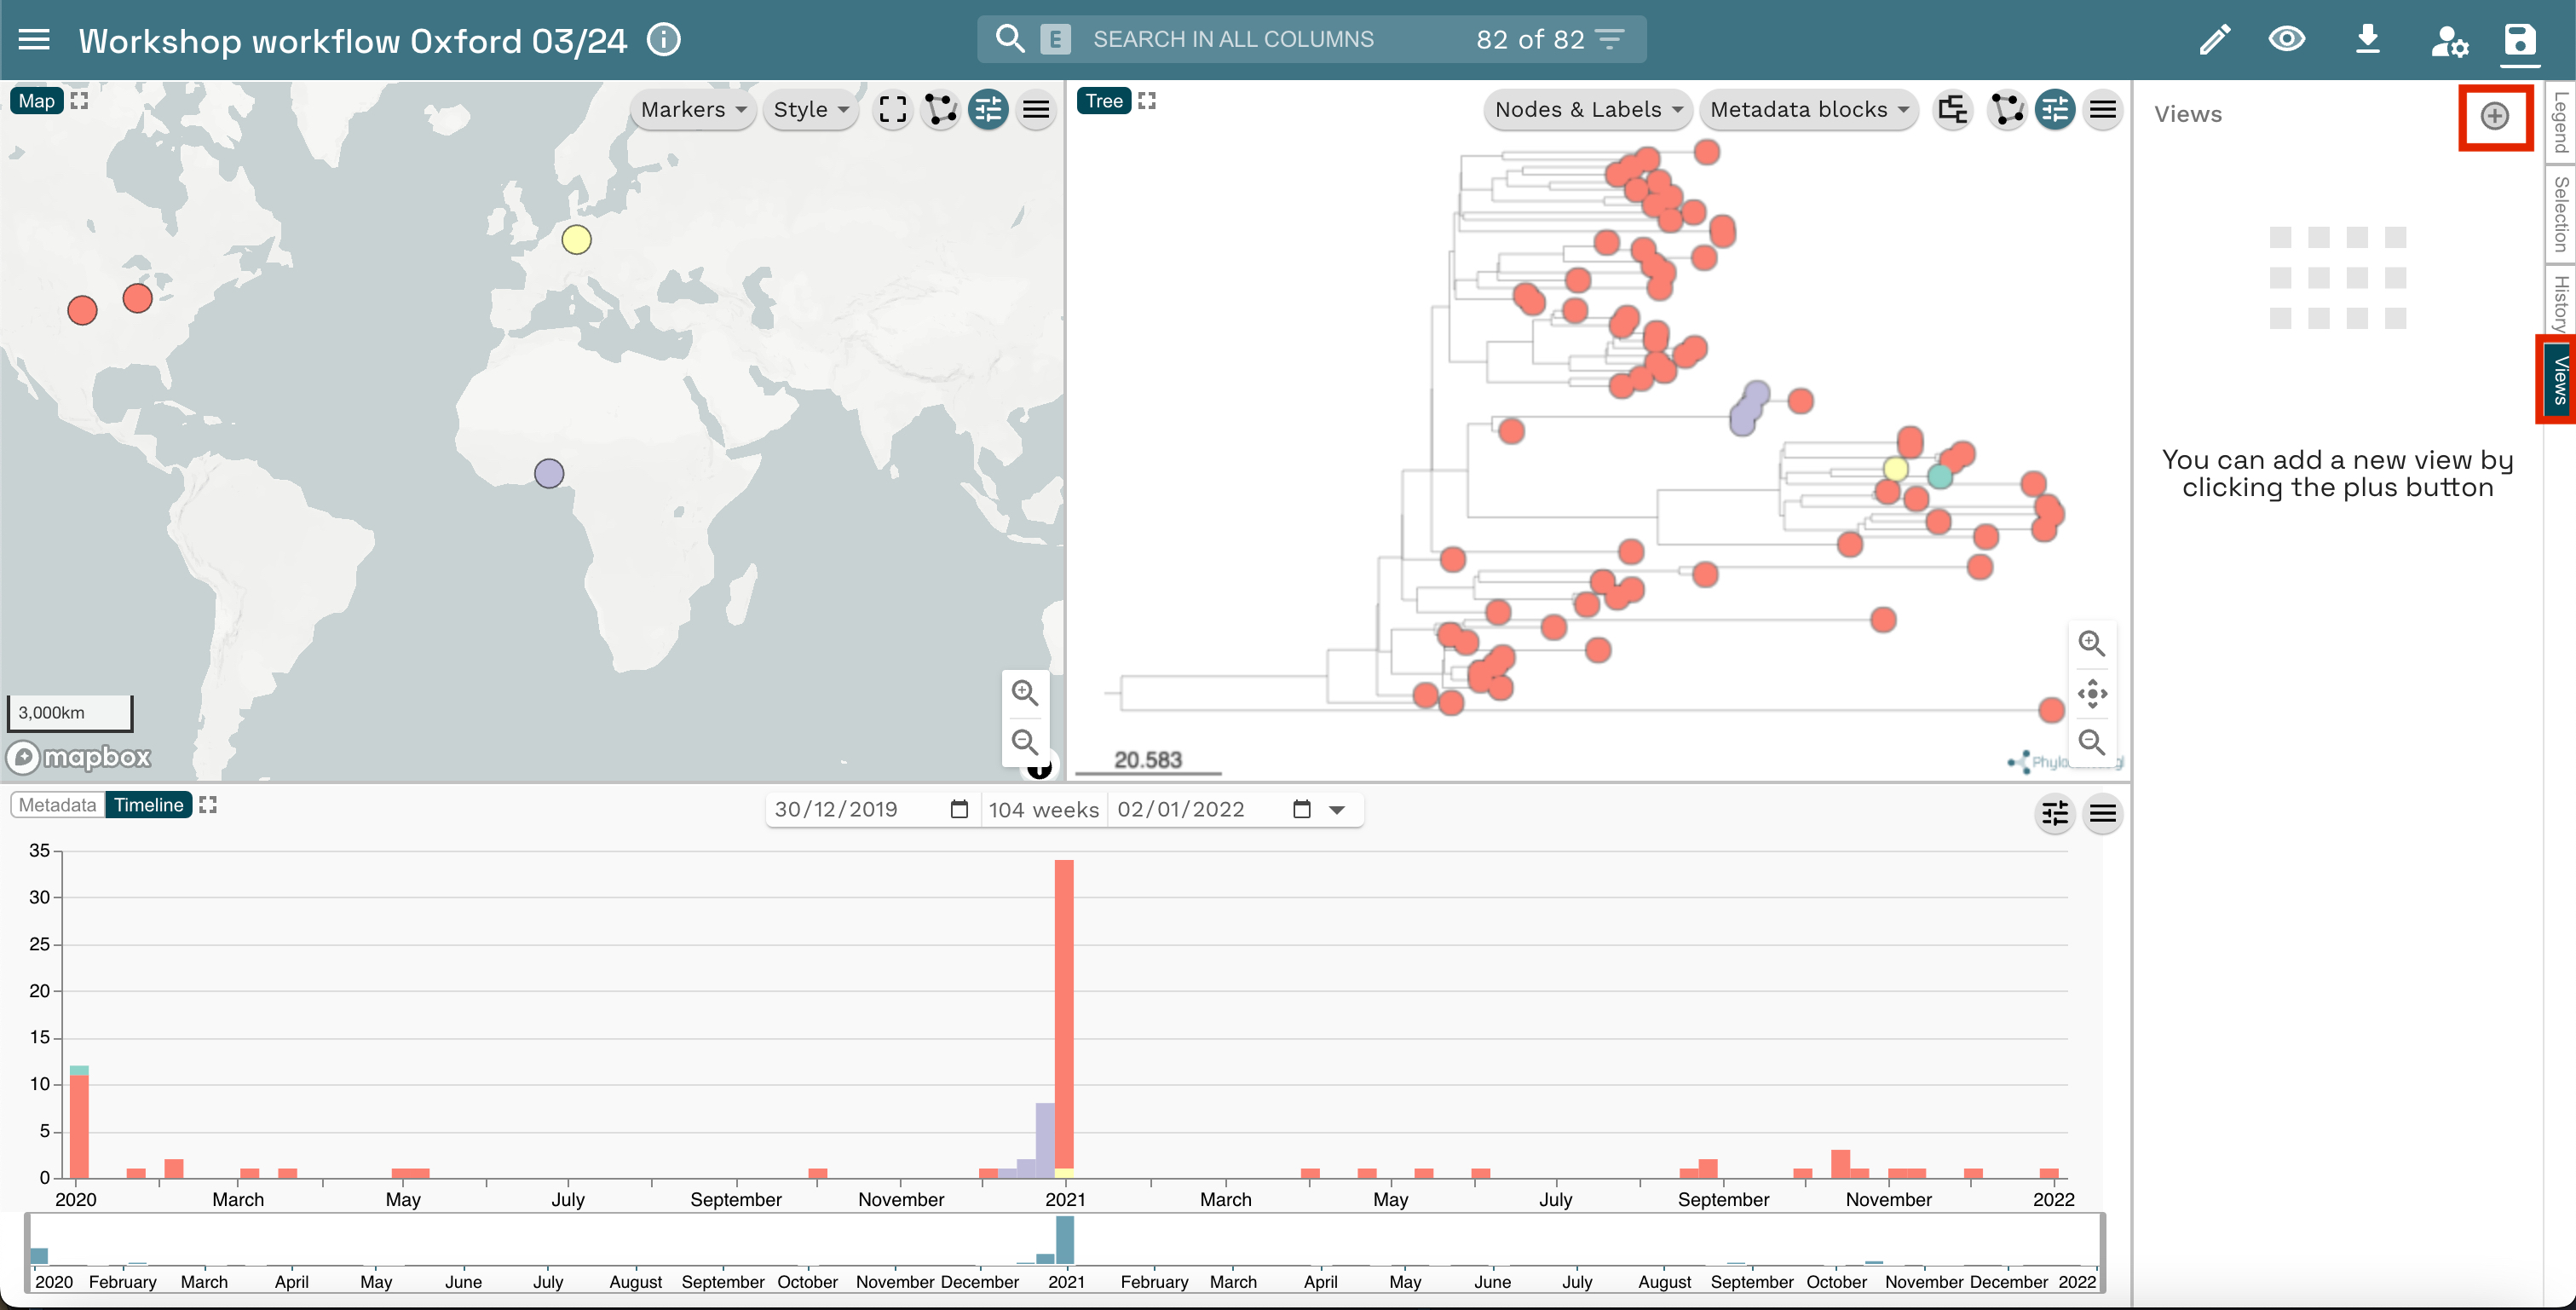 Workshop workflow Oxford 03/24
E SEARCH IN ALL COLUMNS 82 of 82
Map
Markers Style
3,000km
mapbox
Tree
Nodes & Labels Metadata blocks
20.583
Views
You can add a new view by
clicking the plus button
Legend
Selection
History
Views
Metadata Timeline
30/12/2019 104 weeks 02/01/2022
35
30
25
20
15
10
5
0
2020 March May July September November 2021 March May July September November 2022
2020 February March April May June July August September October November December 2021 February March April May June July August September October November December 2022